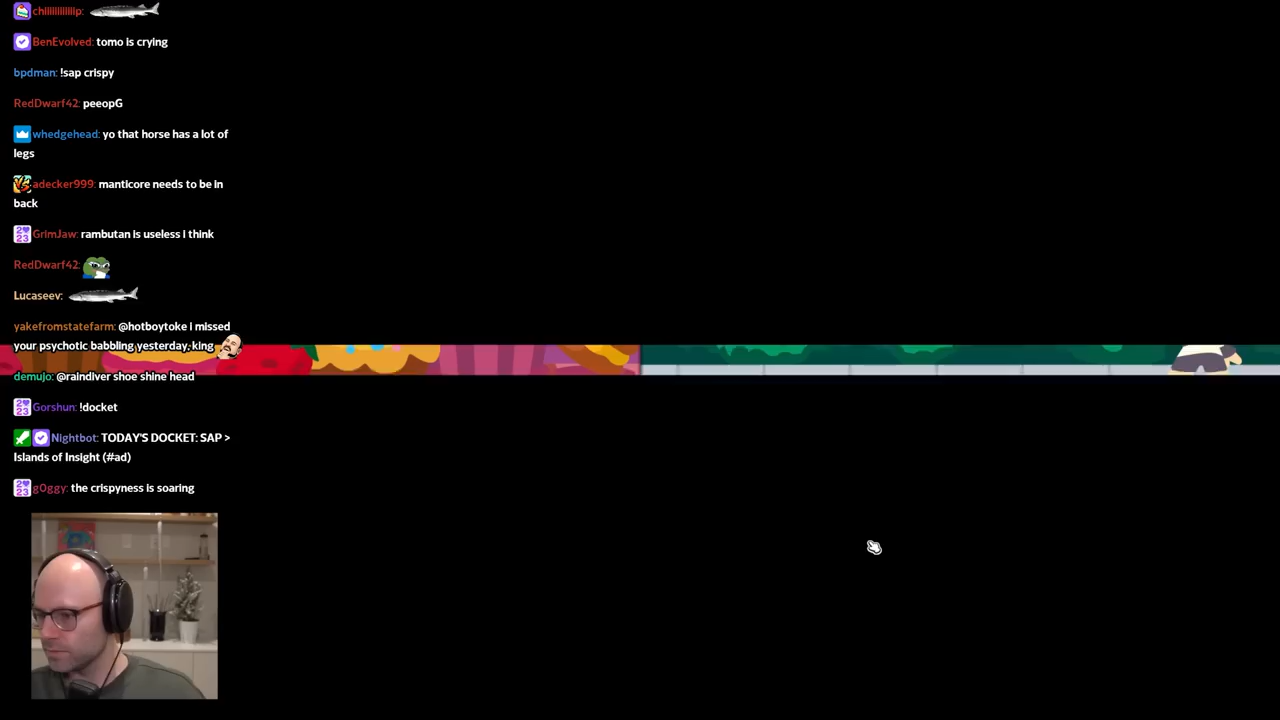 chiiiiiiiiiiip:
BenEvolved: tomo is crying
bpdman: !sap crispy
RedDwarf42: peeopG
whedgehead: yo that horse has a lot of
legs
adecker999: manticore needs to be in
back
GrimJaw: rambutan is useless i think
RedDwarf42:
Lucaseev:
yakefromstatefarm: @hotboytoke i missed
your psychotic babbling yesterday, king
demujo: @raindiver shoe shine head
Gorshun: !docket
Nightbot: TODAY'S DOCKET: SAP >
Islands of Insight (#ad)
g0ggy: the crispyness is soaring